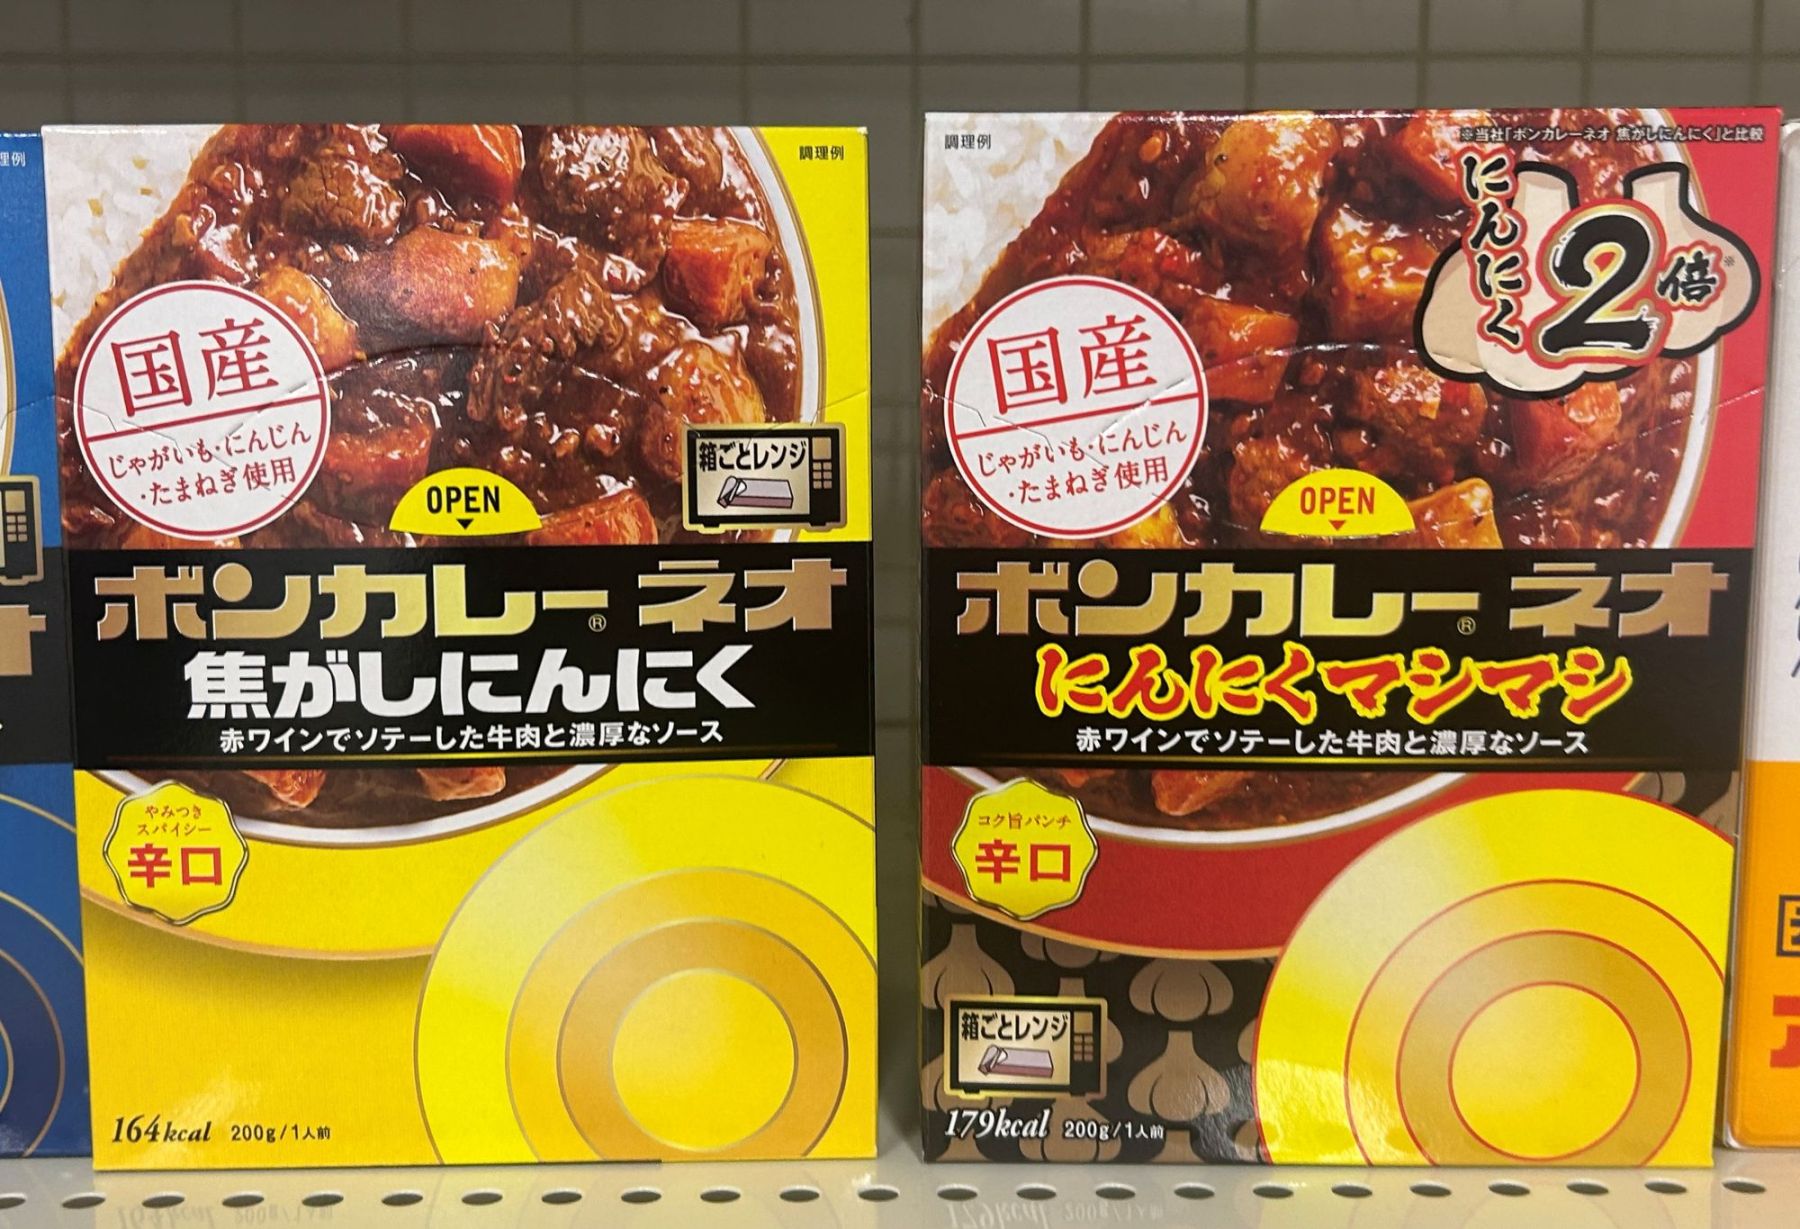 理例
調理例
国産
じゃがいも・にんじん
・たまねぎ使用
箱ごとレンジ
OPEN
ボンカレー® ネオ
焦がしにんにく
赤ワインでソテーした牛肉と濃厚なソース
やみつき
スパイシー
辛口
164kcal 200g/1人前
調理例
※当社「ボンカレーネオ 焦がしにんにく」と比較
にんにく2倍※
国産
じゃがいも・にんじん
・たまねぎ使用
OPEN
ボンカレー® ネオ
にんにくマシマシ
赤ワインでソテーした牛肉と濃厚なソース
コク旨パンチ
辛口
箱ごとレンジ
179kcal 200g/1人前